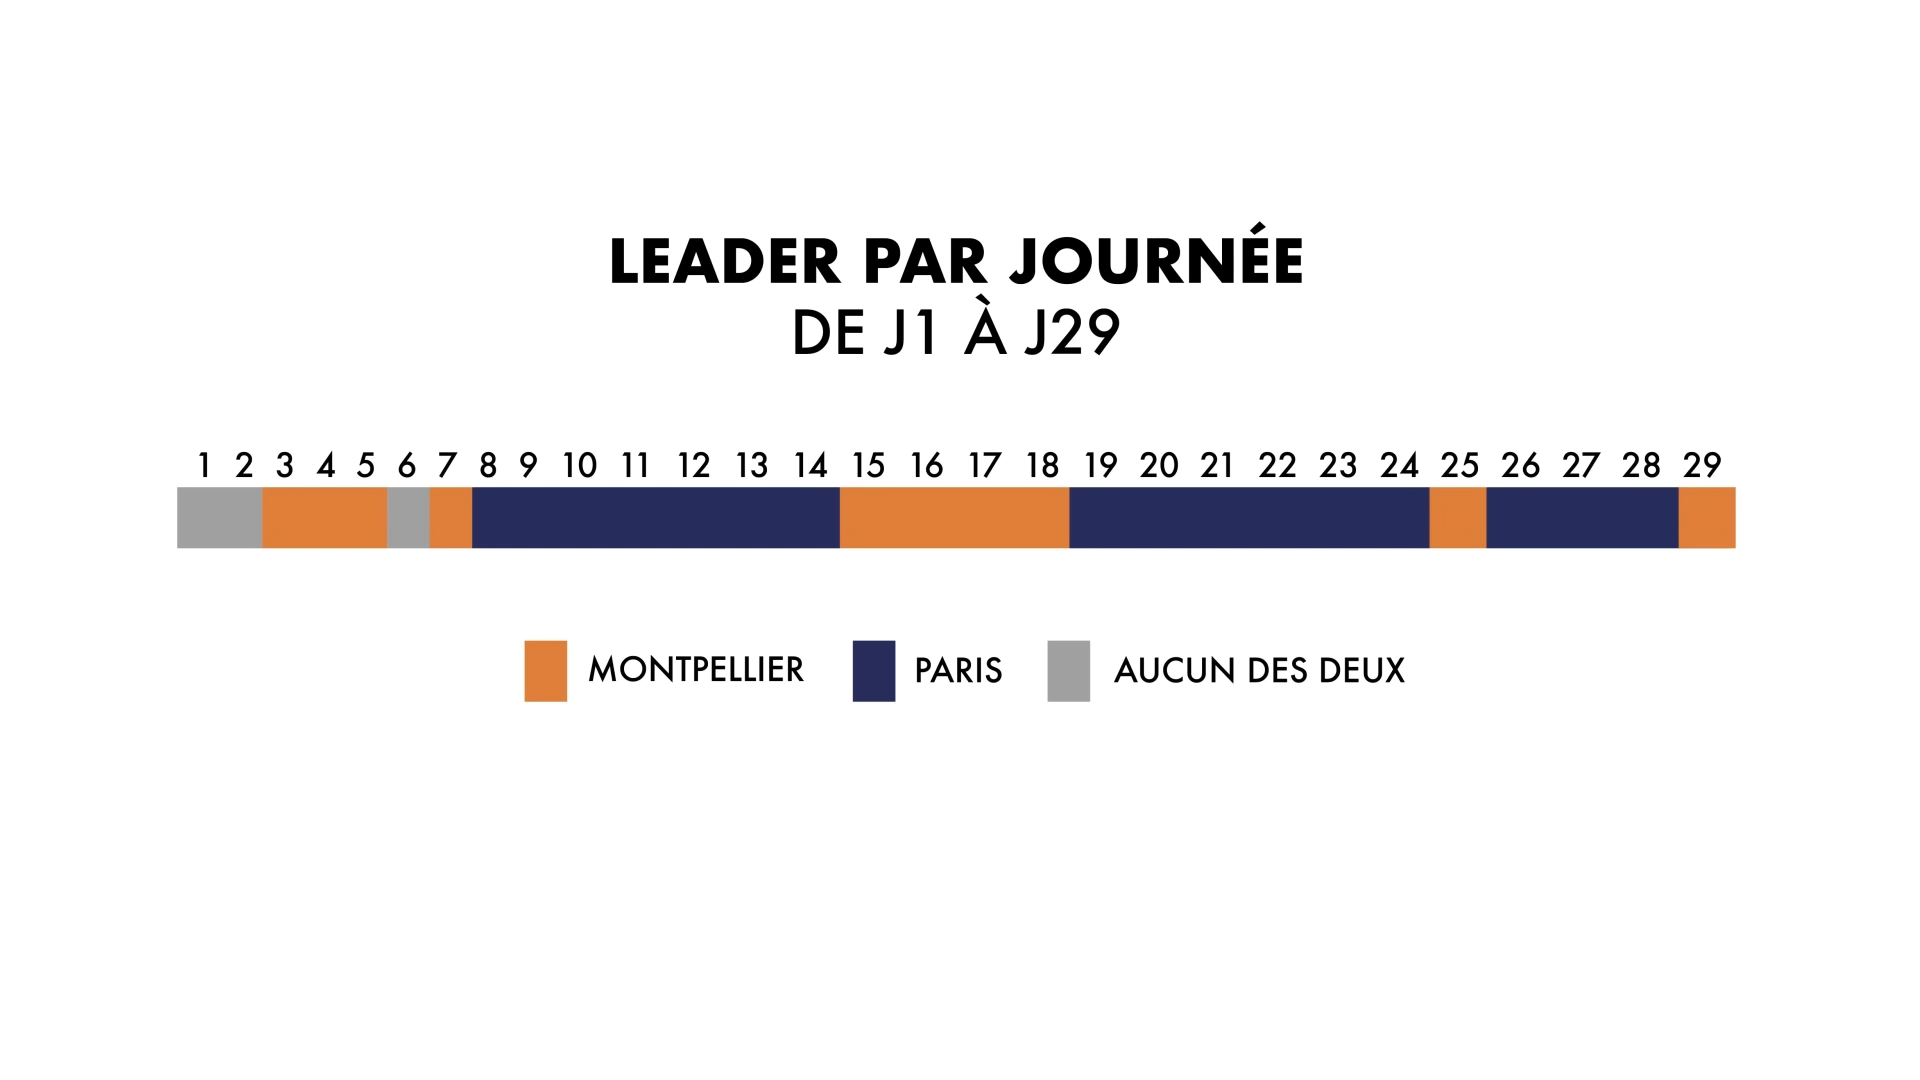 LEADER PAR JOURNÉE
DE J1 À J29
1 2 3 4 5 6 7 8 9 10 11 12 13 14 15 16 17 18 19 20 21 22 23 24 25 26 27 28 29
MONTPELLIER PARIS AUCUN DES DEUX